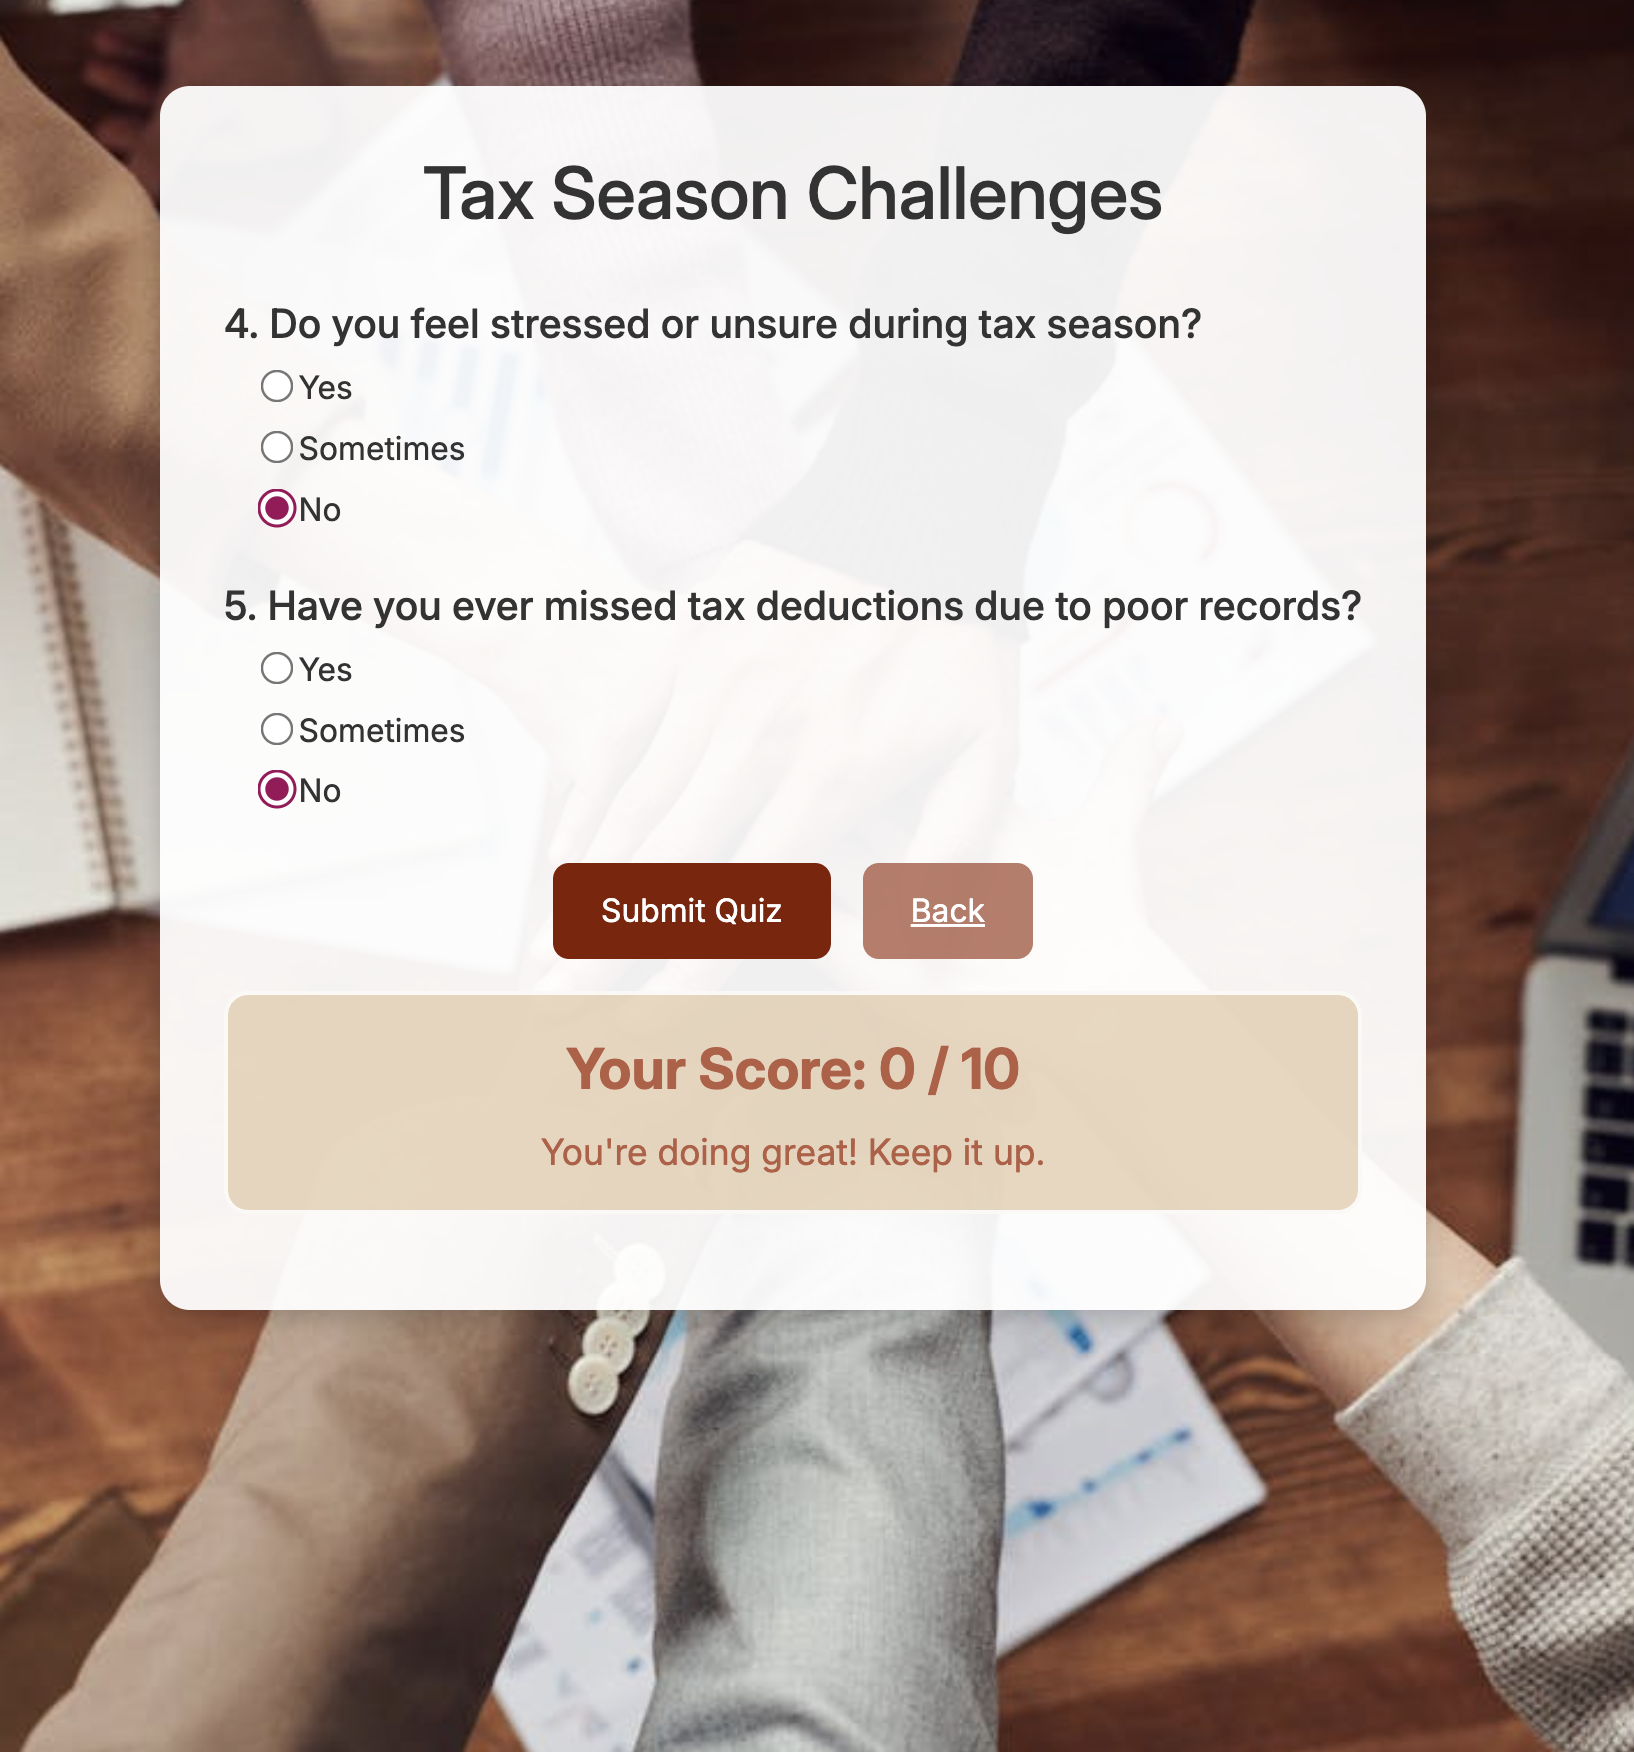 Tax Season Challenges
4. Do you feel stressed or unsure during tax season?
Yes
Sometimes
No
5. Have you ever missed tax deductions due to poor records?
Yes
Sometimes
No
Submit Quiz Back
Your Score: 0 / 10
You're doing great! Keep it up.